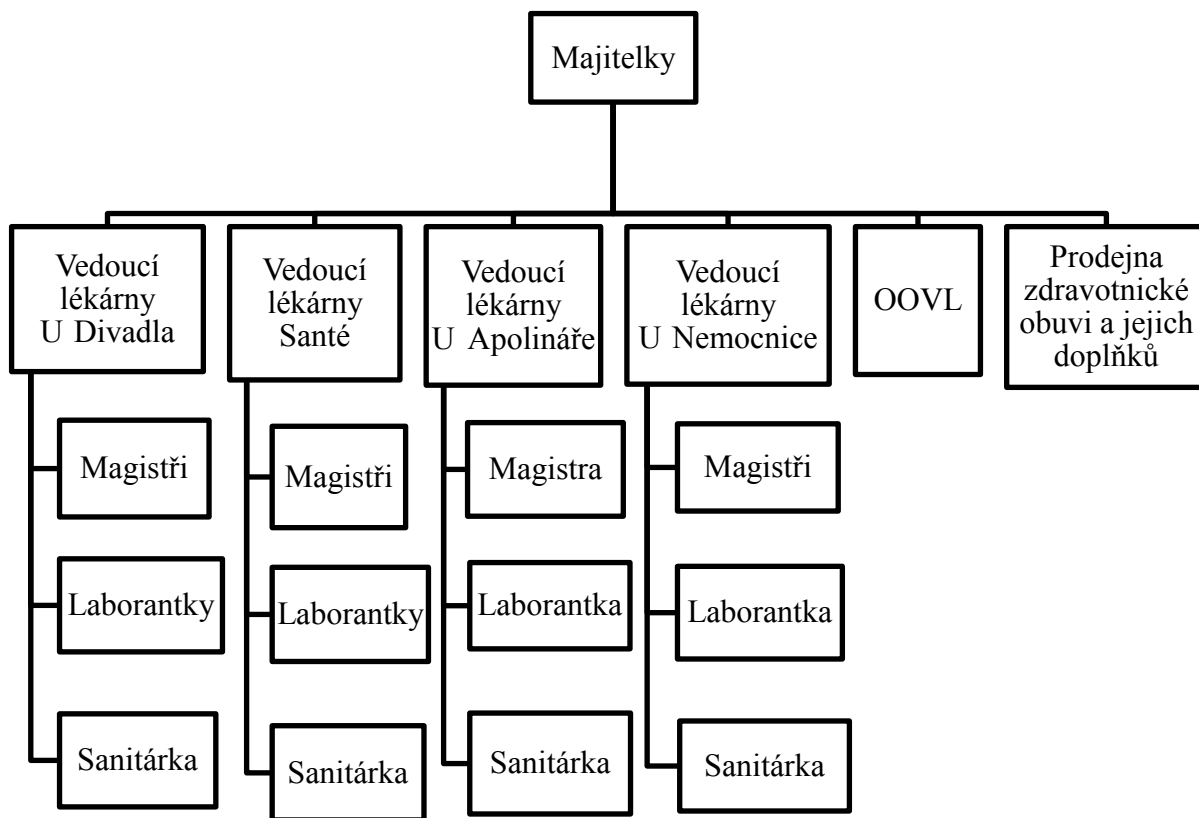 Majitelky
Vedoucí
lékárny
U Divadla
Vedoucí
lékárny
Santé
Vedoucí
lékárny
U Apolináře
Vedoucí
lékárny
U Nemocnice
OOVL
Prodejna
zdravotnické
obuvi a jejich
doplňků
Magistři
Magistři
Magistra
Magistři
Laborantky
Laborantky
Laborantka
Laborantka
Sanitárka
Sanitárka
Sanitárka
Sanitárka